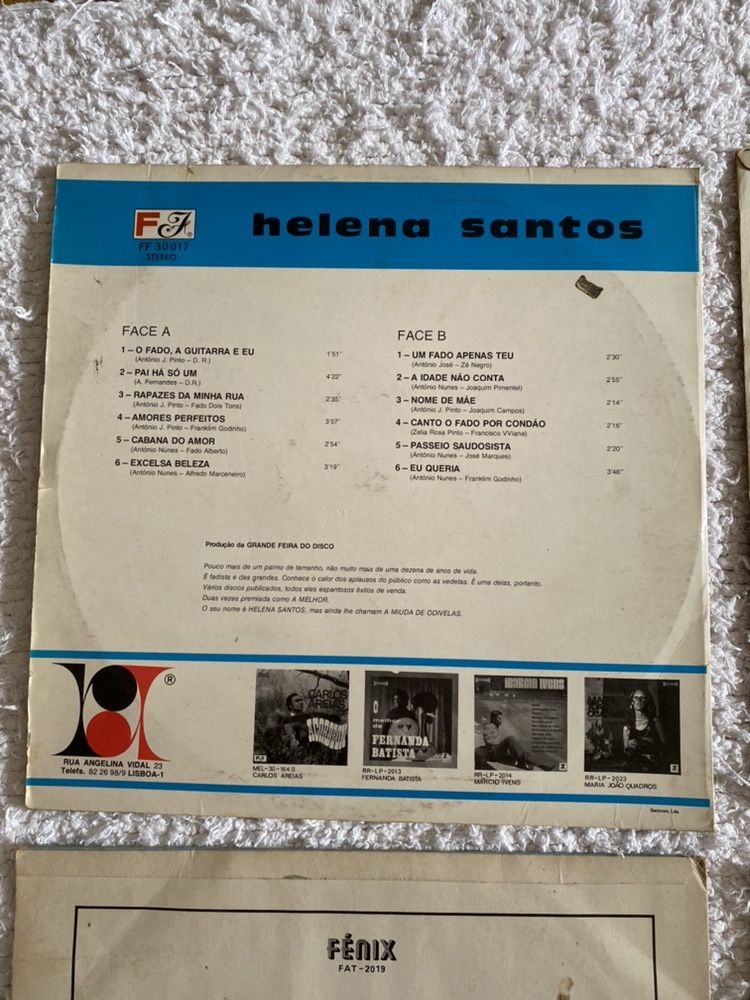 FF®
FF 30017
STEREO
helena santos
FACE A
1 – O FADO, A GUITARRA E EU 1'51"
(António J. Pinto – D. R.)
2 – PAI HÁ SÓ UM 4'22"
(A. Fernandes – D.R.)
3 – RAPAZES DA MINHA RUA 2'35"
(António J. Pinto – Fado Dois Tons)
4 – AMORES PERFEITOS 3'57"
(António J. Pinto – Franklim Godinho)
5 – CABANA DO AMOR 2'54"
(António Nunes – Fado Alberto)
6 – EXCELSA BELEZA 3'19"
(António Nunes – Alfredo Marceneiro)
FACE B
1 – UM FADO APENAS TEU 2'30"
(António José – Zé Negro)
2 – A IDADE NÃO CONTA 2'55"
(António Nunes – Joaquim Pimentel)
3 – NOME DE MÃE 2'14"
(António J. Pinto – Joaquim Campos)
4 – CANTO O FADO POR CONDÃO 2'16"
(Zelia Rosa Pinto – Francisco VViana)
5 – PASSEIO SAUDOSISTA 2'20"
(António Nunes – José Marques)
6 – EU QUERIA 3'46"
(António Nunes – Franklim Godinho)
Produção da GRANDE FEIRA DO DISCO
Pouco mais de um palmo de tamanho, não muito mais de uma dezena de anos de vida.
É fadista e das grandes. Conhece o calor dos aplausos do público como as vedetas. É uma delas, portanto.
Vários discos publicados, todos eles espantosos êxitos de venda.
Duas vezes premiada como A MELHOR.
O seu nome é HELENA SANTOS, mas ainda lhe chamam A MIUDA DE ODIVELAS.
®
RUA ANGELINA VIDAL 23
Telefs. 82 26 98/9 LISBOA-1
CARLOS
AREIAS
MEL-30-164 S
CARLOS AREIAS
O
melhor
de
FERNANDA
BATISTA
RR-LP-2013
FERNANDA BATISTA
MARCIO IVENS
RR-LP-2014
MARCIO IVENS
RR-LP-2023
MARIA JOÃO QUADROS
FÉNIX
FAT-2019